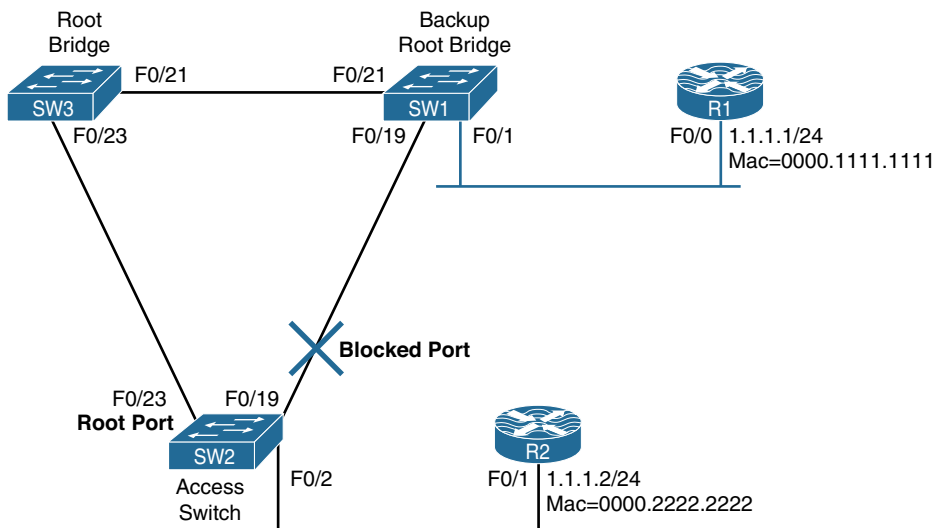 Root
Bridge
Backup
Root Bridge
F0/21
F0/21
SW3
SW1
R1
F0/23
F0/19
F0/1
F0/0
1.1.1.1/24
Mac=0000.1111.1111
Blocked Port
F0/23
Root Port
F0/19
SW2
Access
Switch
F0/2
R2
F0/1
1.1.1.2/24
Mac=0000.2222.2222